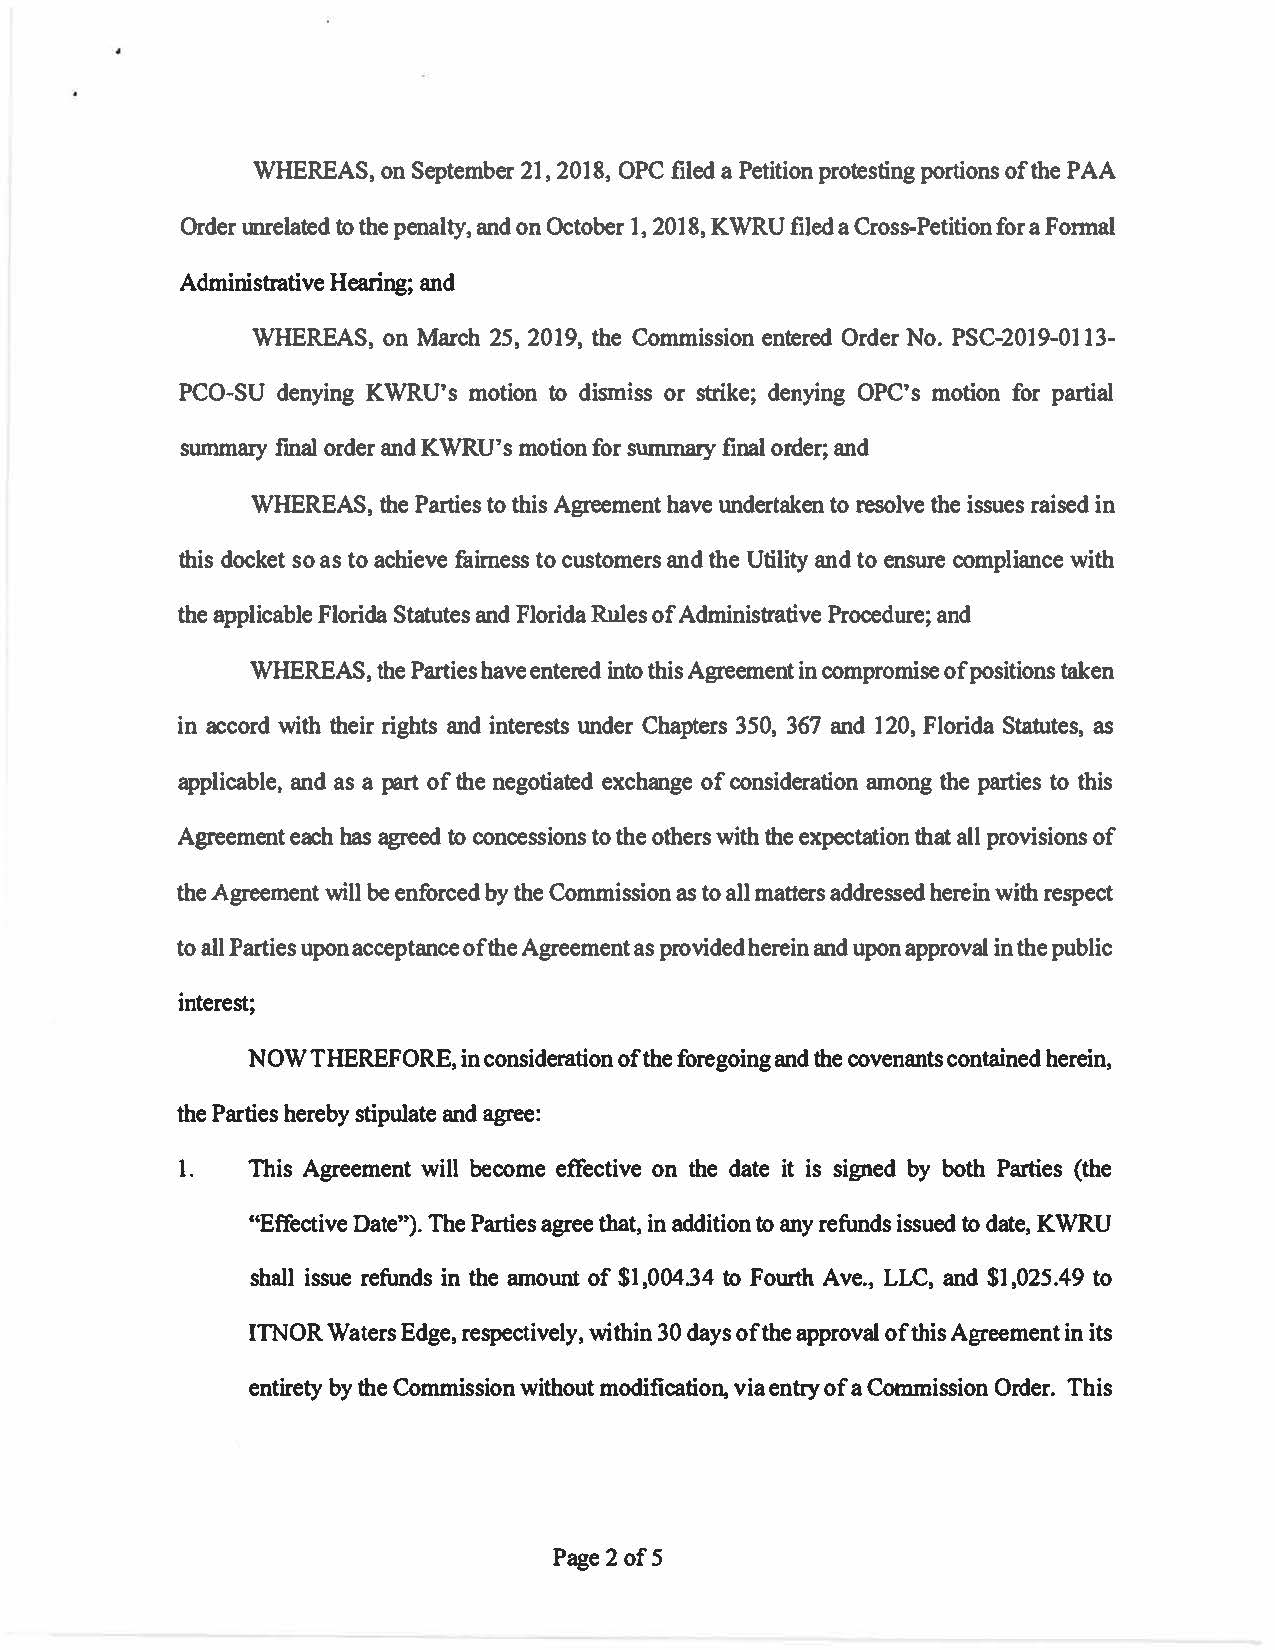 WHEREAS, on September 21, 2018, OPC filed a Petition protesting portions of the PAA
Order unrelated to the penalty, and on October 1, 2018, KWRU filed a Cross-Petition for a Formal
Administrative Hearing; and
WHEREAS, on March 25, 2019, the Commission entered Order No. PSC-2019-0113-
PCO-SU denying KWRU's motion to dismiss or strike; denying OPC's motion for partial
summary final order and KWRU's motion for summary final order; and
WHEREAS, the Parties to this Agreement have undertaken to resolve the issues raised in
this docket so as to achieve fairness to customers and the Utility and to ensure compliance with
the applicable Florida Statutes and Florida Rules of Administrative Procedure; and
WHEREAS, the Parties have entered into this Agreement in compromise of positions taken
in accord with their rights and interests under Chapters 350, 367 and 120, Florida Statutes, as
applicable, and as a part of the negotiated exchange of consideration among the parties to this
Agreement each has agreed to concessions to the others with the expectation that all provisions of
the Agreement will be enforced by the Commission as to all matters addressed herein with respect
to all Parties upon acceptance of the Agreement as provided herein and upon approval in the public
interest;
NOW THEREFORE, in consideration of the foregoing and the covenants contained herein,
the Parties hereby stipulate and agree:
1. This Agreement will become effective on the date it is signed by both Parties (the
“Effective Date”). The Parties agree that, in addition to any refunds issued to date, KWRU
shall issue refunds in the amount of $1,004.34 to Fourth Ave., LLC, and $1,025.49 to
ITNOR Waters Edge, respectively, within 30 days of the approval of this Agreement in its
entirety by the Commission without modification, via entry of a Commission Order. This
Page 2 of 5